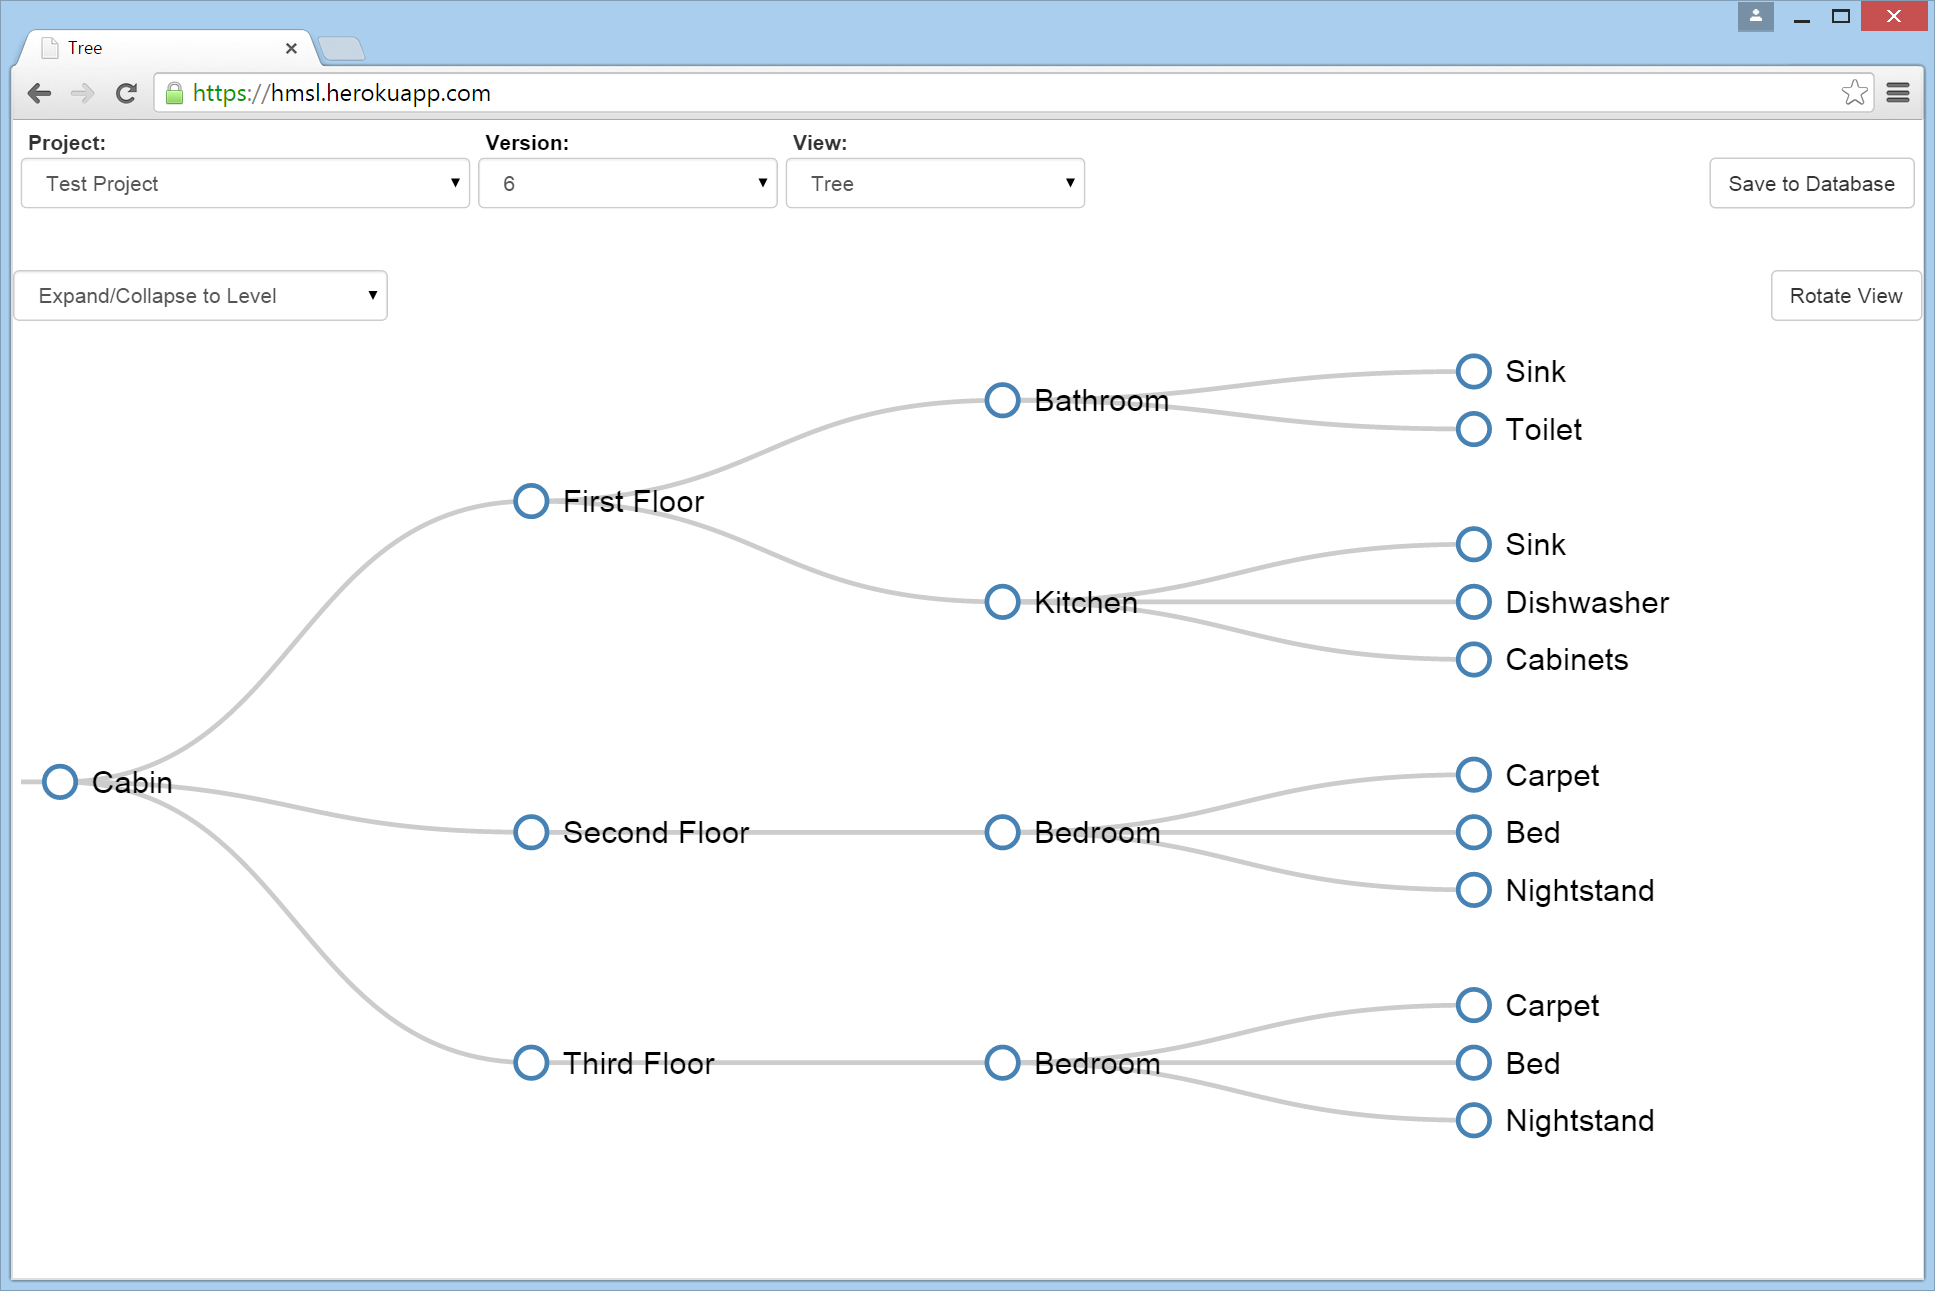 Tree
https://hmsl.herokuapp.com
Project: Version: View:
Test Project 6 Tree Save to Database
Expand/Collapse to Level Rotate View
Sink
Bathroom
Toilet
First Floor
Sink
Kitchen Dishwasher
Cabinets
Carpet
Cabin
Second Floor Bedroom Bed
Nightstand
Carpet
Third Floor Bedroom Bed
Nightstand